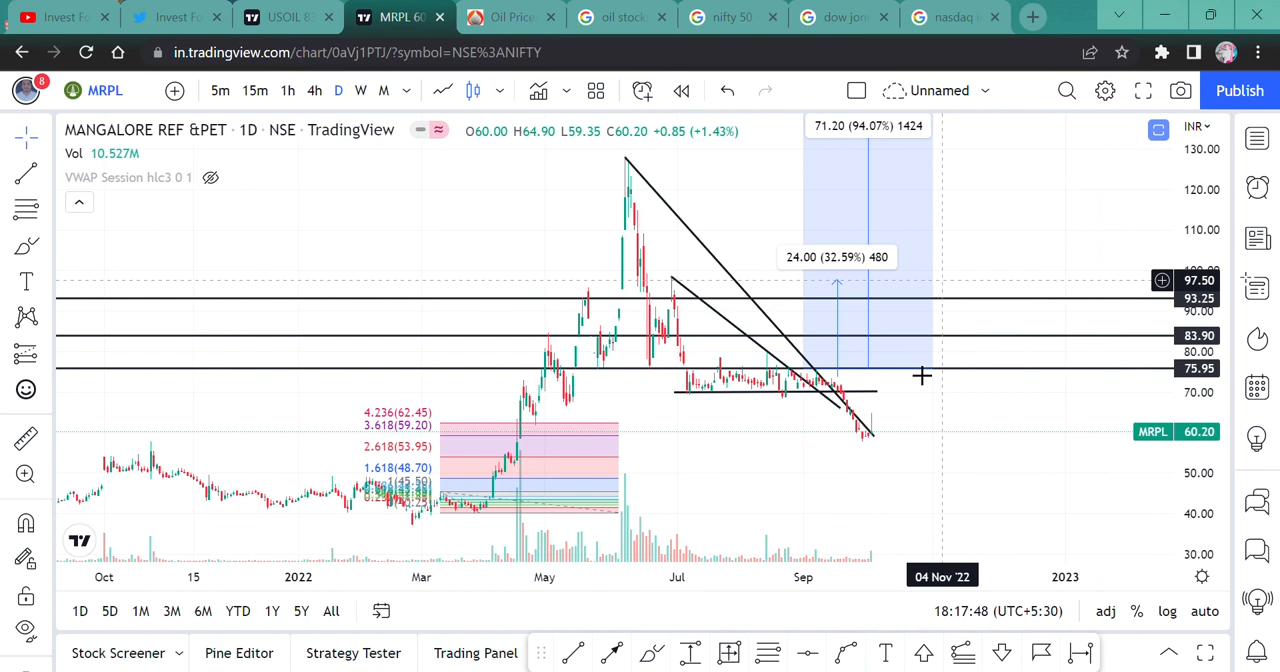 Invest Fo
Invest Fo
USOIL 83
MRPL 60
Oil Price
oil stock
nifty 50
dow jon
nasdaq i
in.tradingview.com/chart/0aVj1PTJ/?symbol=NSE%3ANIFTY
8
MRPL
5m 15m 1h 4h D W M
Unnamed
Publish
MANGALORE REF &PET · 1D · NSE · TradingView
O60.00 H64.90 L59.35 C60.20 +0.85 (+1.43%)
Vol 10.527M
VWAP Session hlc3 0 1
71.20 (94.07%) 1424
24.00 (32.59%) 480
INR
130.00
120.00
110.00
97.50
93.25
90.00
83.90
80.00
75.95
70.00
MRPL 60.20
50.00
40.00
30.00
4.236(62.45)
3.618(59.20)
2.618(53.95)
1.618(48.70)
1(45.50)
Oct 15 2022 Mar May Jul Sep 04 Nov '22 2023
1D 5D 1M 3M 6M YTD 1Y 5Y All
18:17:48 (UTC+5:30)
adj % log auto
Stock Screener Pine Editor Strategy Tester Trading Panel